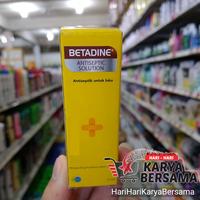 BETADINE®
ANTISEPTIC
SOLUTION
Antiseptik untuk luka
HARI - HARI
KARYA
BERSAMA
HariHariKaryaBersama